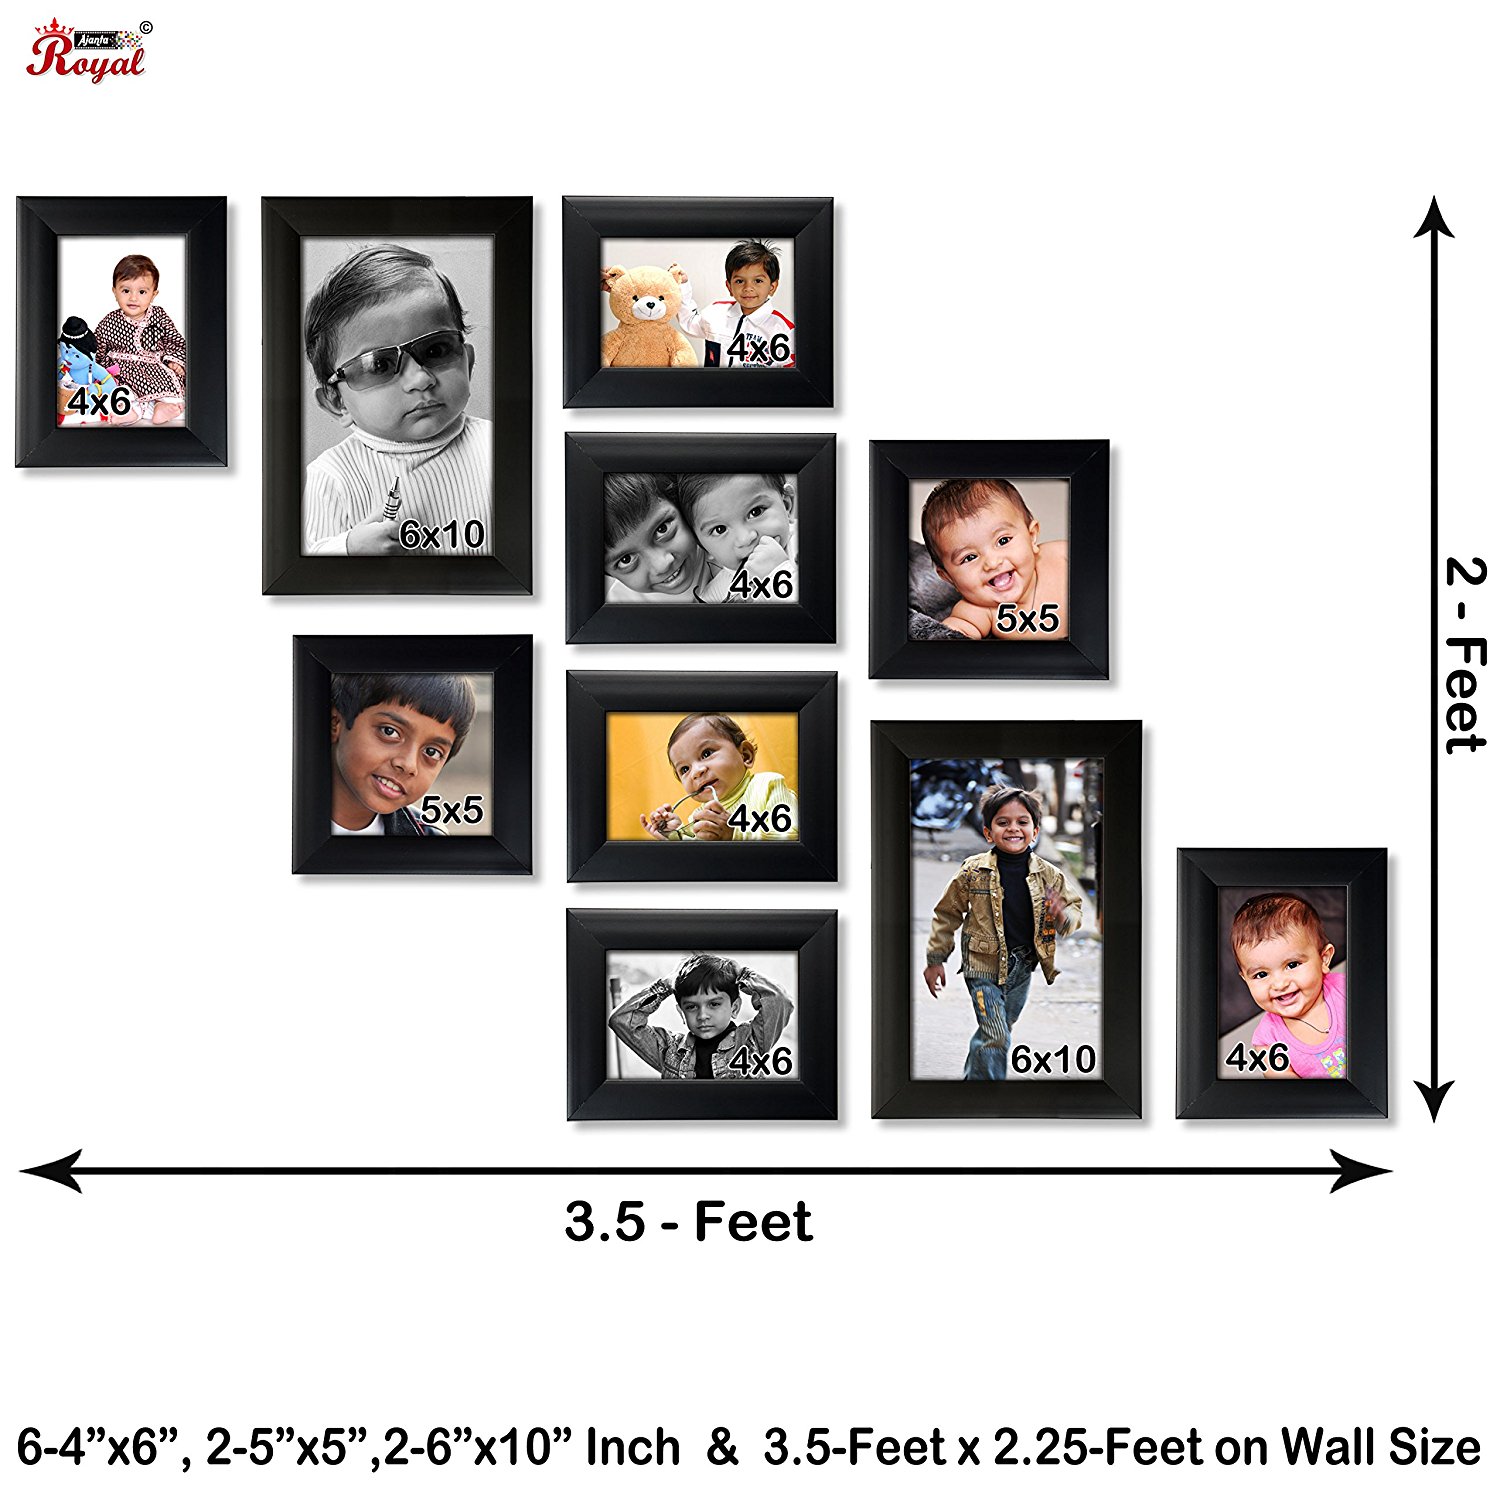 Ajanta ©
Royal
4x6
6x10
4x6
4x6
5x5
5x5
4x6
4x6
6x10
4x6
2 - Feet
3.5 - Feet
6-4”x6”, 2-5”x5”,2-6”x10” Inch & 3.5-Feet x 2.25-Feet on Wall Size